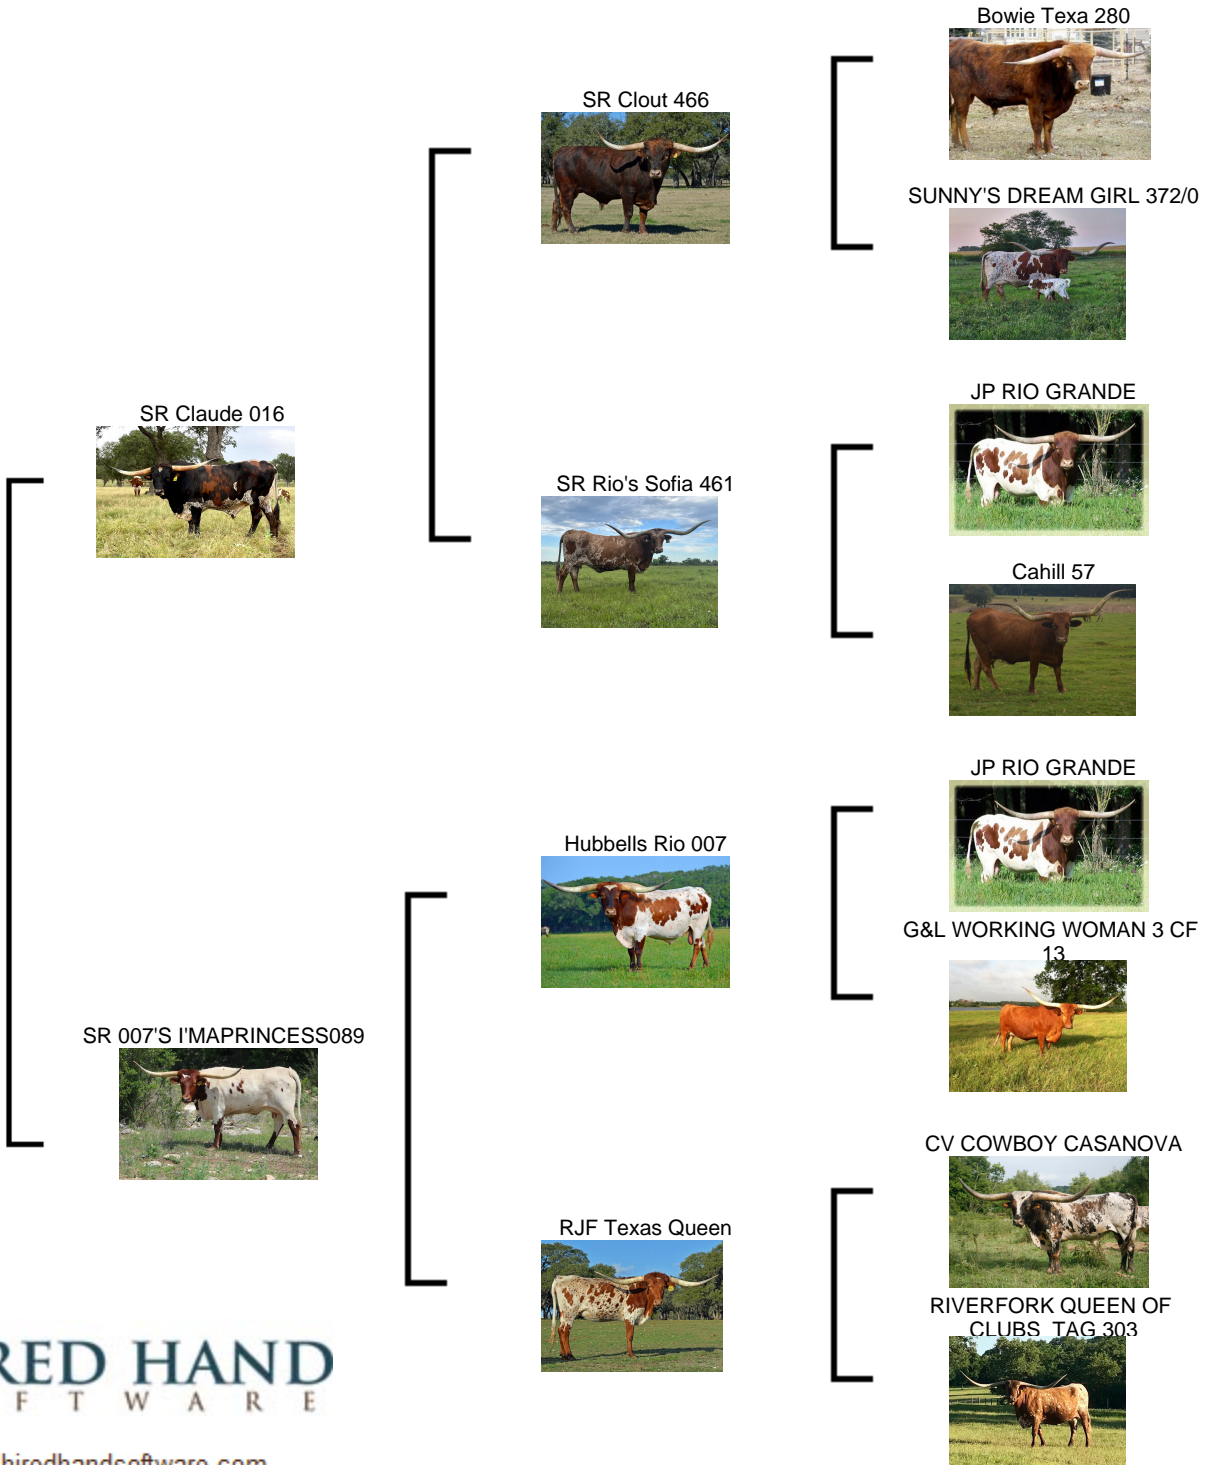 Bowie Texa 280
SR Clout 466
SUNNY'S DREAM GIRL 372/0
JP RIO GRANDE
SR Claude 016
SR Rio's Sofia 461
Cahill 57
JP RIO GRANDE
Hubbells Rio 007
G&L WORKING WOMAN 3 CF
13
SR 007'S I'MAPRINCESS089
CV COWBOY CASANOVA
RJF Texas Queen
RIVERFORK QUEEN OF
CLUBS TAG 303
RED HAND
F T W A R E
hiredhandsoftware.com